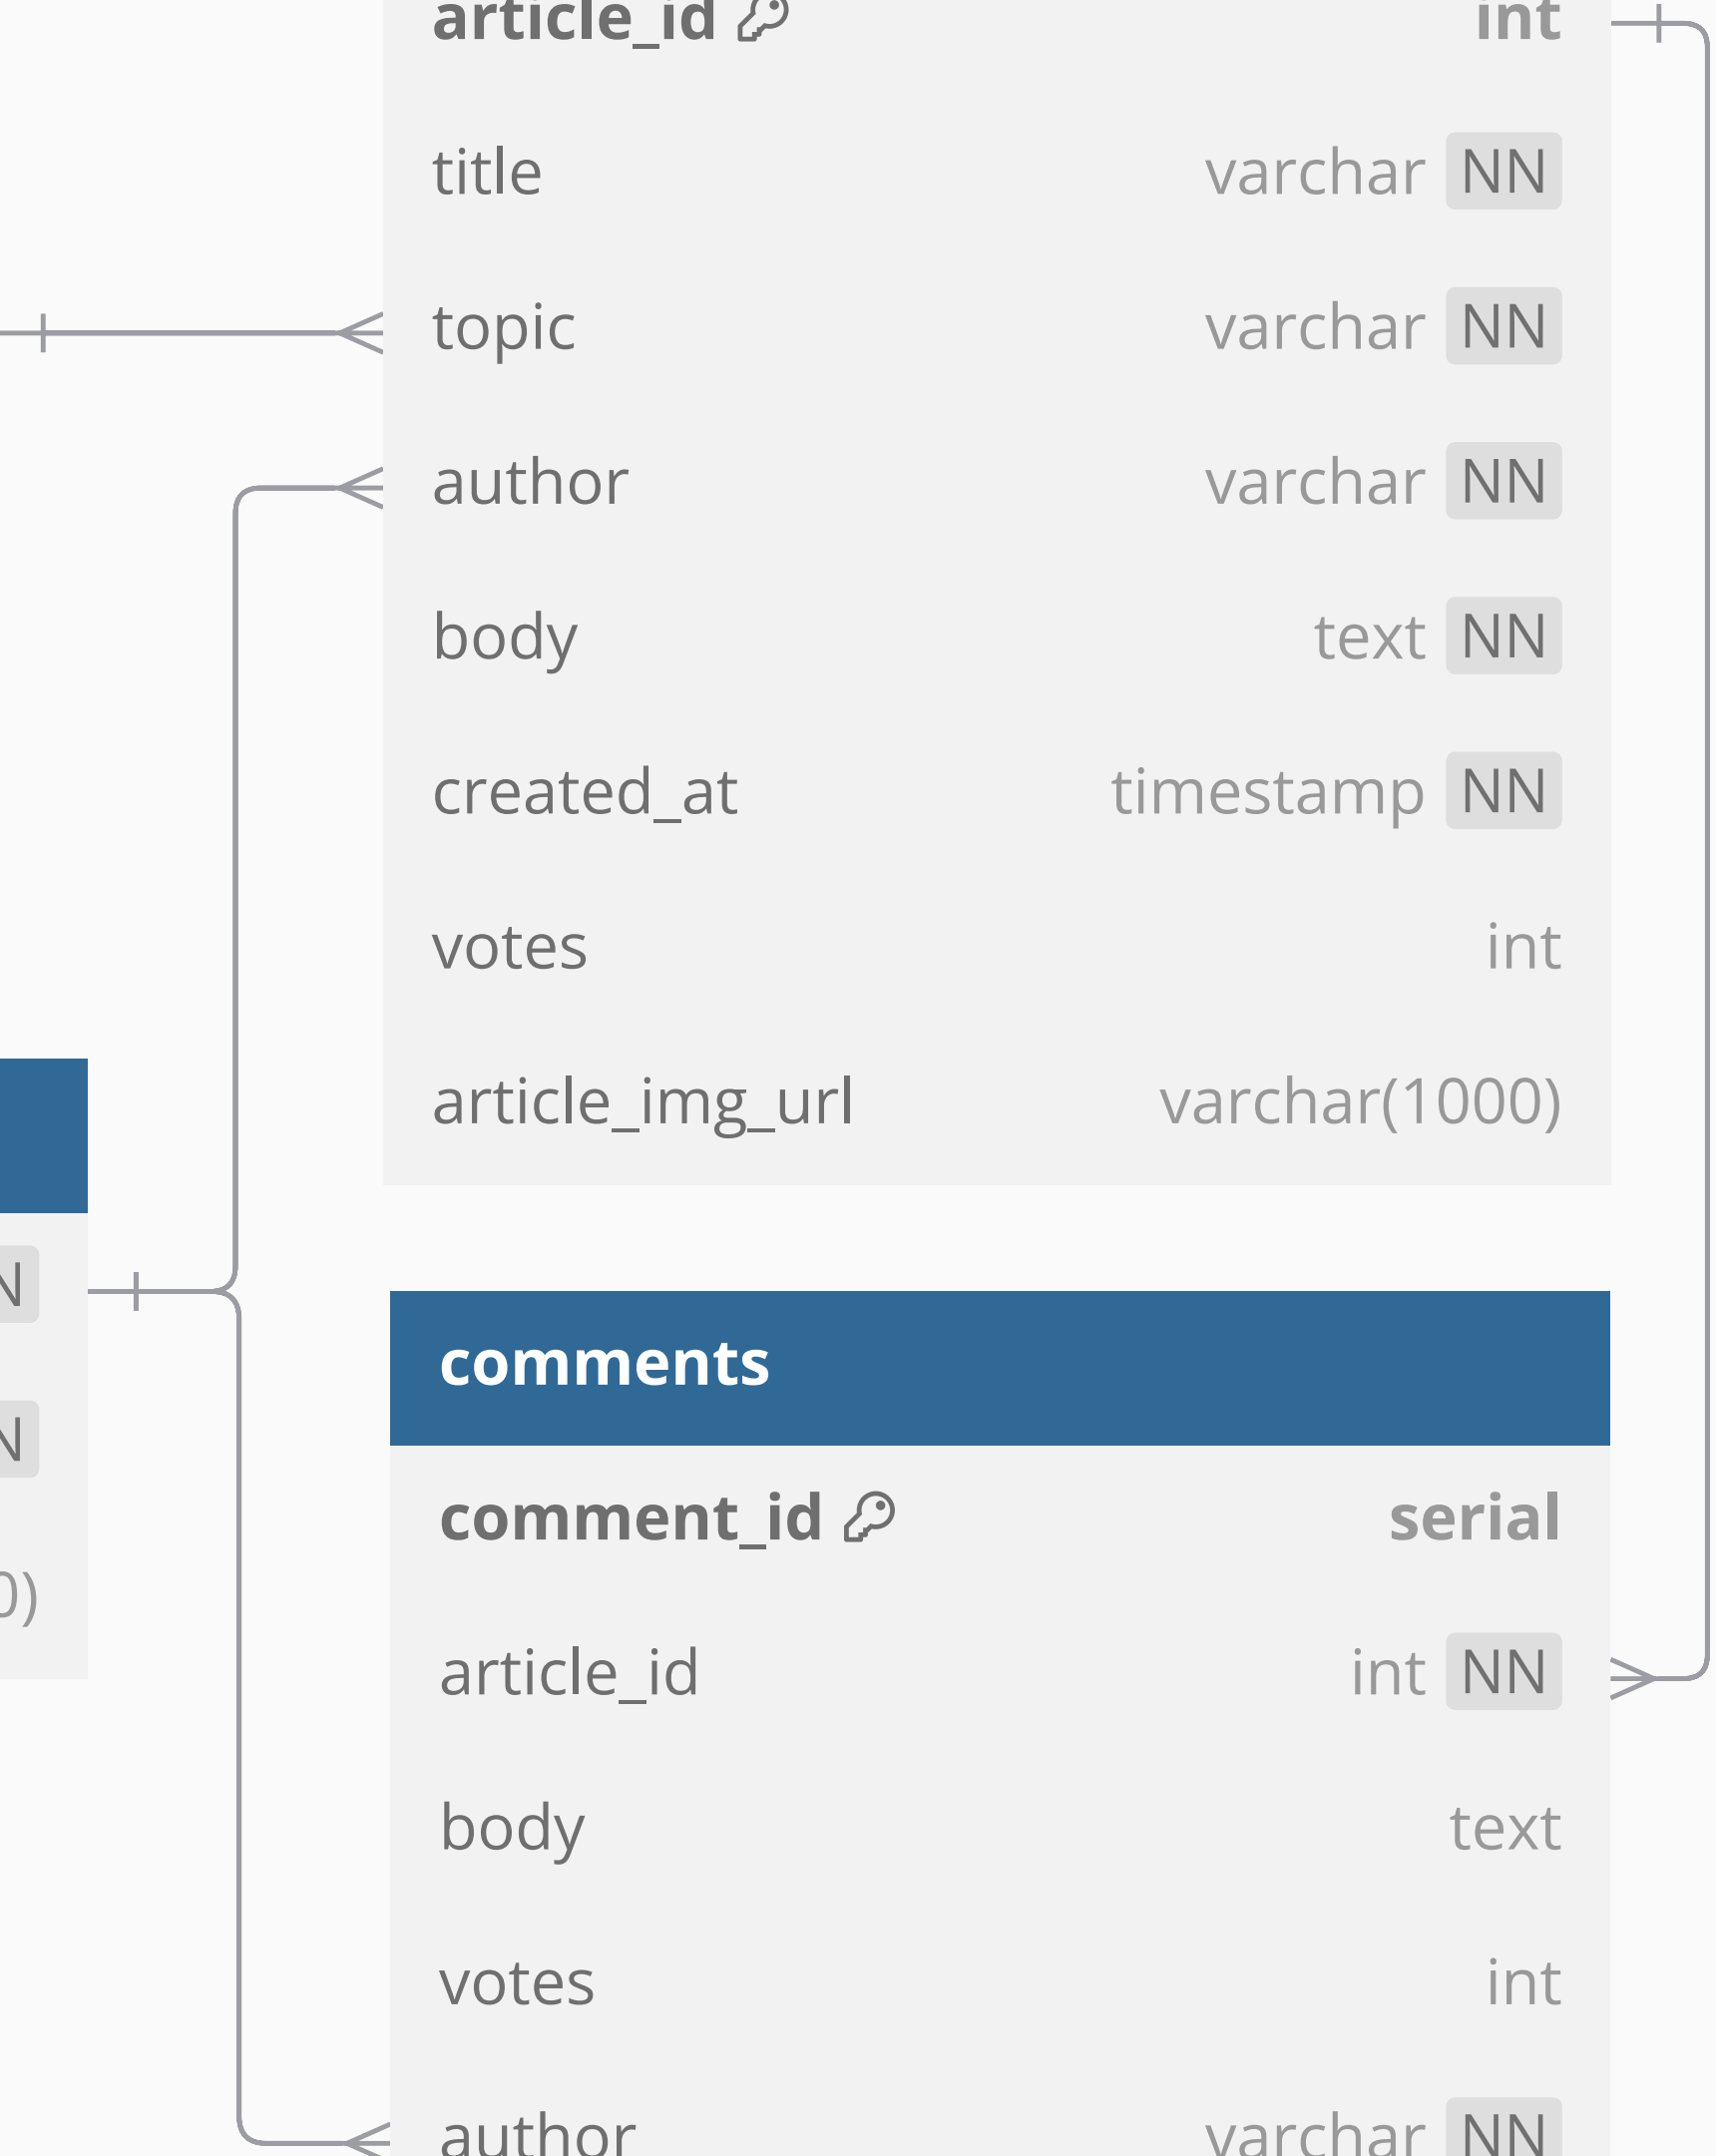 article_id int
title varchar NN
topic varchar NN
author varchar NN
body text NN
created_at timestamp NN
votes int
article_img_url varchar(1000)
comments
comment_id serial
article_id int NN
body text
votes int
author varchar NN